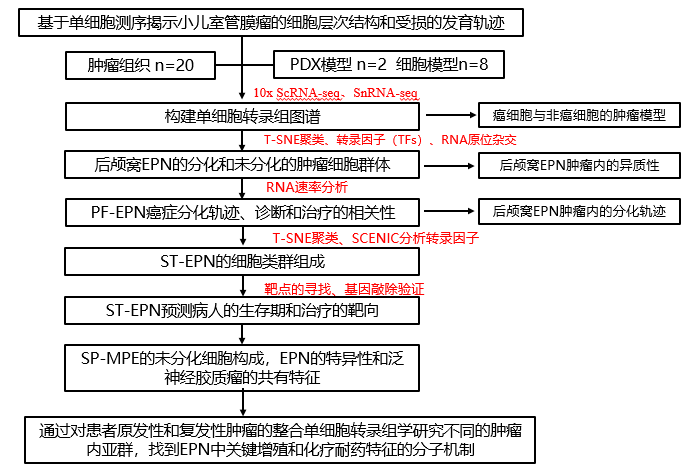 基于单细胞测序揭示小儿室管膜瘤的细胞层次结构和受损的发育轨迹
肿瘤组织 n=20
PDX模型 n=2  细胞模型n=8
10x ScRNA-seq、SnRNA-seq
构建单细胞转录组图谱
癌细胞与非癌细胞的肿瘤模型
T-SNE聚类、转录因子（TFs）、RNA原位杂交
后颅窝EPN的分化和未分化的肿瘤细胞群体
后颅窝EPN肿瘤内的异质性
RNA速率分析
PF-EPN癌症分化轨迹、诊断和治疗的相关性
后颅窝EPN肿瘤内的分化轨迹
T-SNE聚类、SCENIC分析转录因子
ST-EPN的细胞类群组成
靶点的寻找、基因敲除验证
ST-EPN预测病人的生存期和治疗的靶向
SP-MPE的未分化细胞构成，EPN的特异性和泛
神经胶质瘤的共有特征
通过对患者原发性和复发性肿瘤的整合单细胞转录组学研究不同的肿瘤
内亚群，找到EPN中关键增殖和化疗耐药特征的分子机制